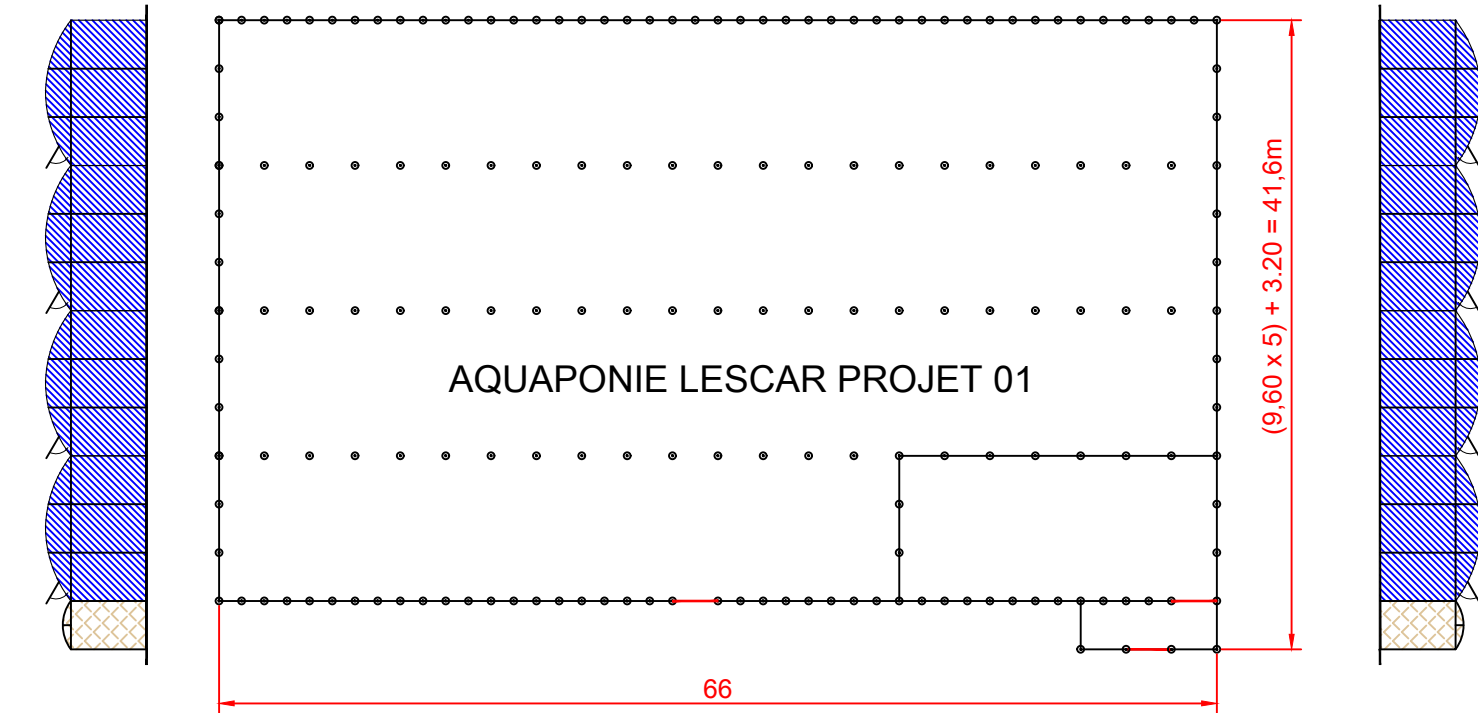 (9,60 x 5) + 3.20 = 41,6m
AQUAPONIE LESCAR PROJET 01
66